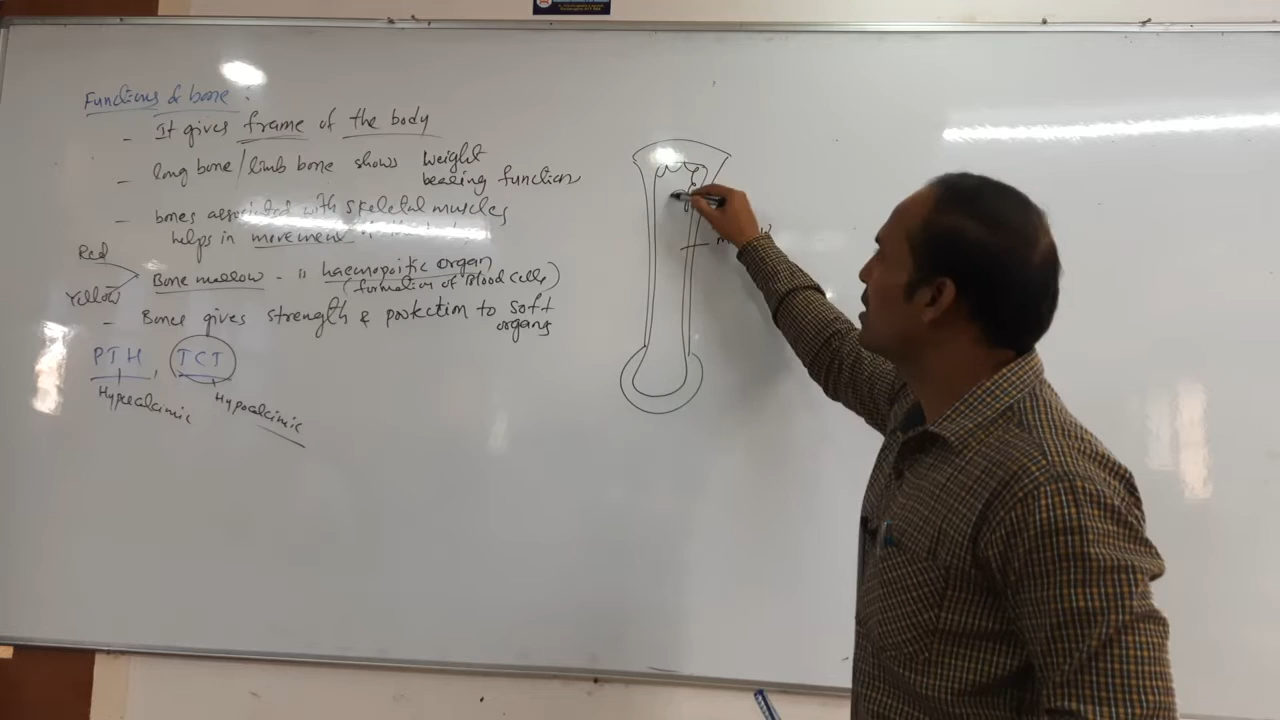 Functions of bone :
- It gives frame of the body
- long bone/limb bone shows weight
bearing function
- bones associated with skeletal muscles
helps in movement
Red
Yellow
Bone mallow - " haemopoitic organ
(formation of Blood cells)
- Bones gives strength & protection to soft
organs
PTH, TCT
Hypercalcimic
Hypocalcimic